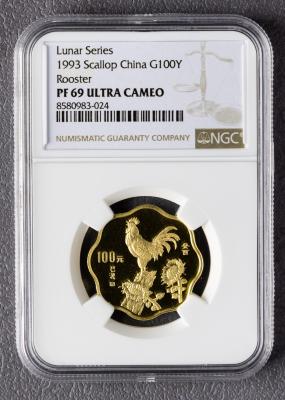 Lunar Series
1993 Scallop China G100Y
Rooster
PF 69 ULTRA CAMEO
8580983-024
NUMISMATIC GUARANTY COMPANY
NGC
100元